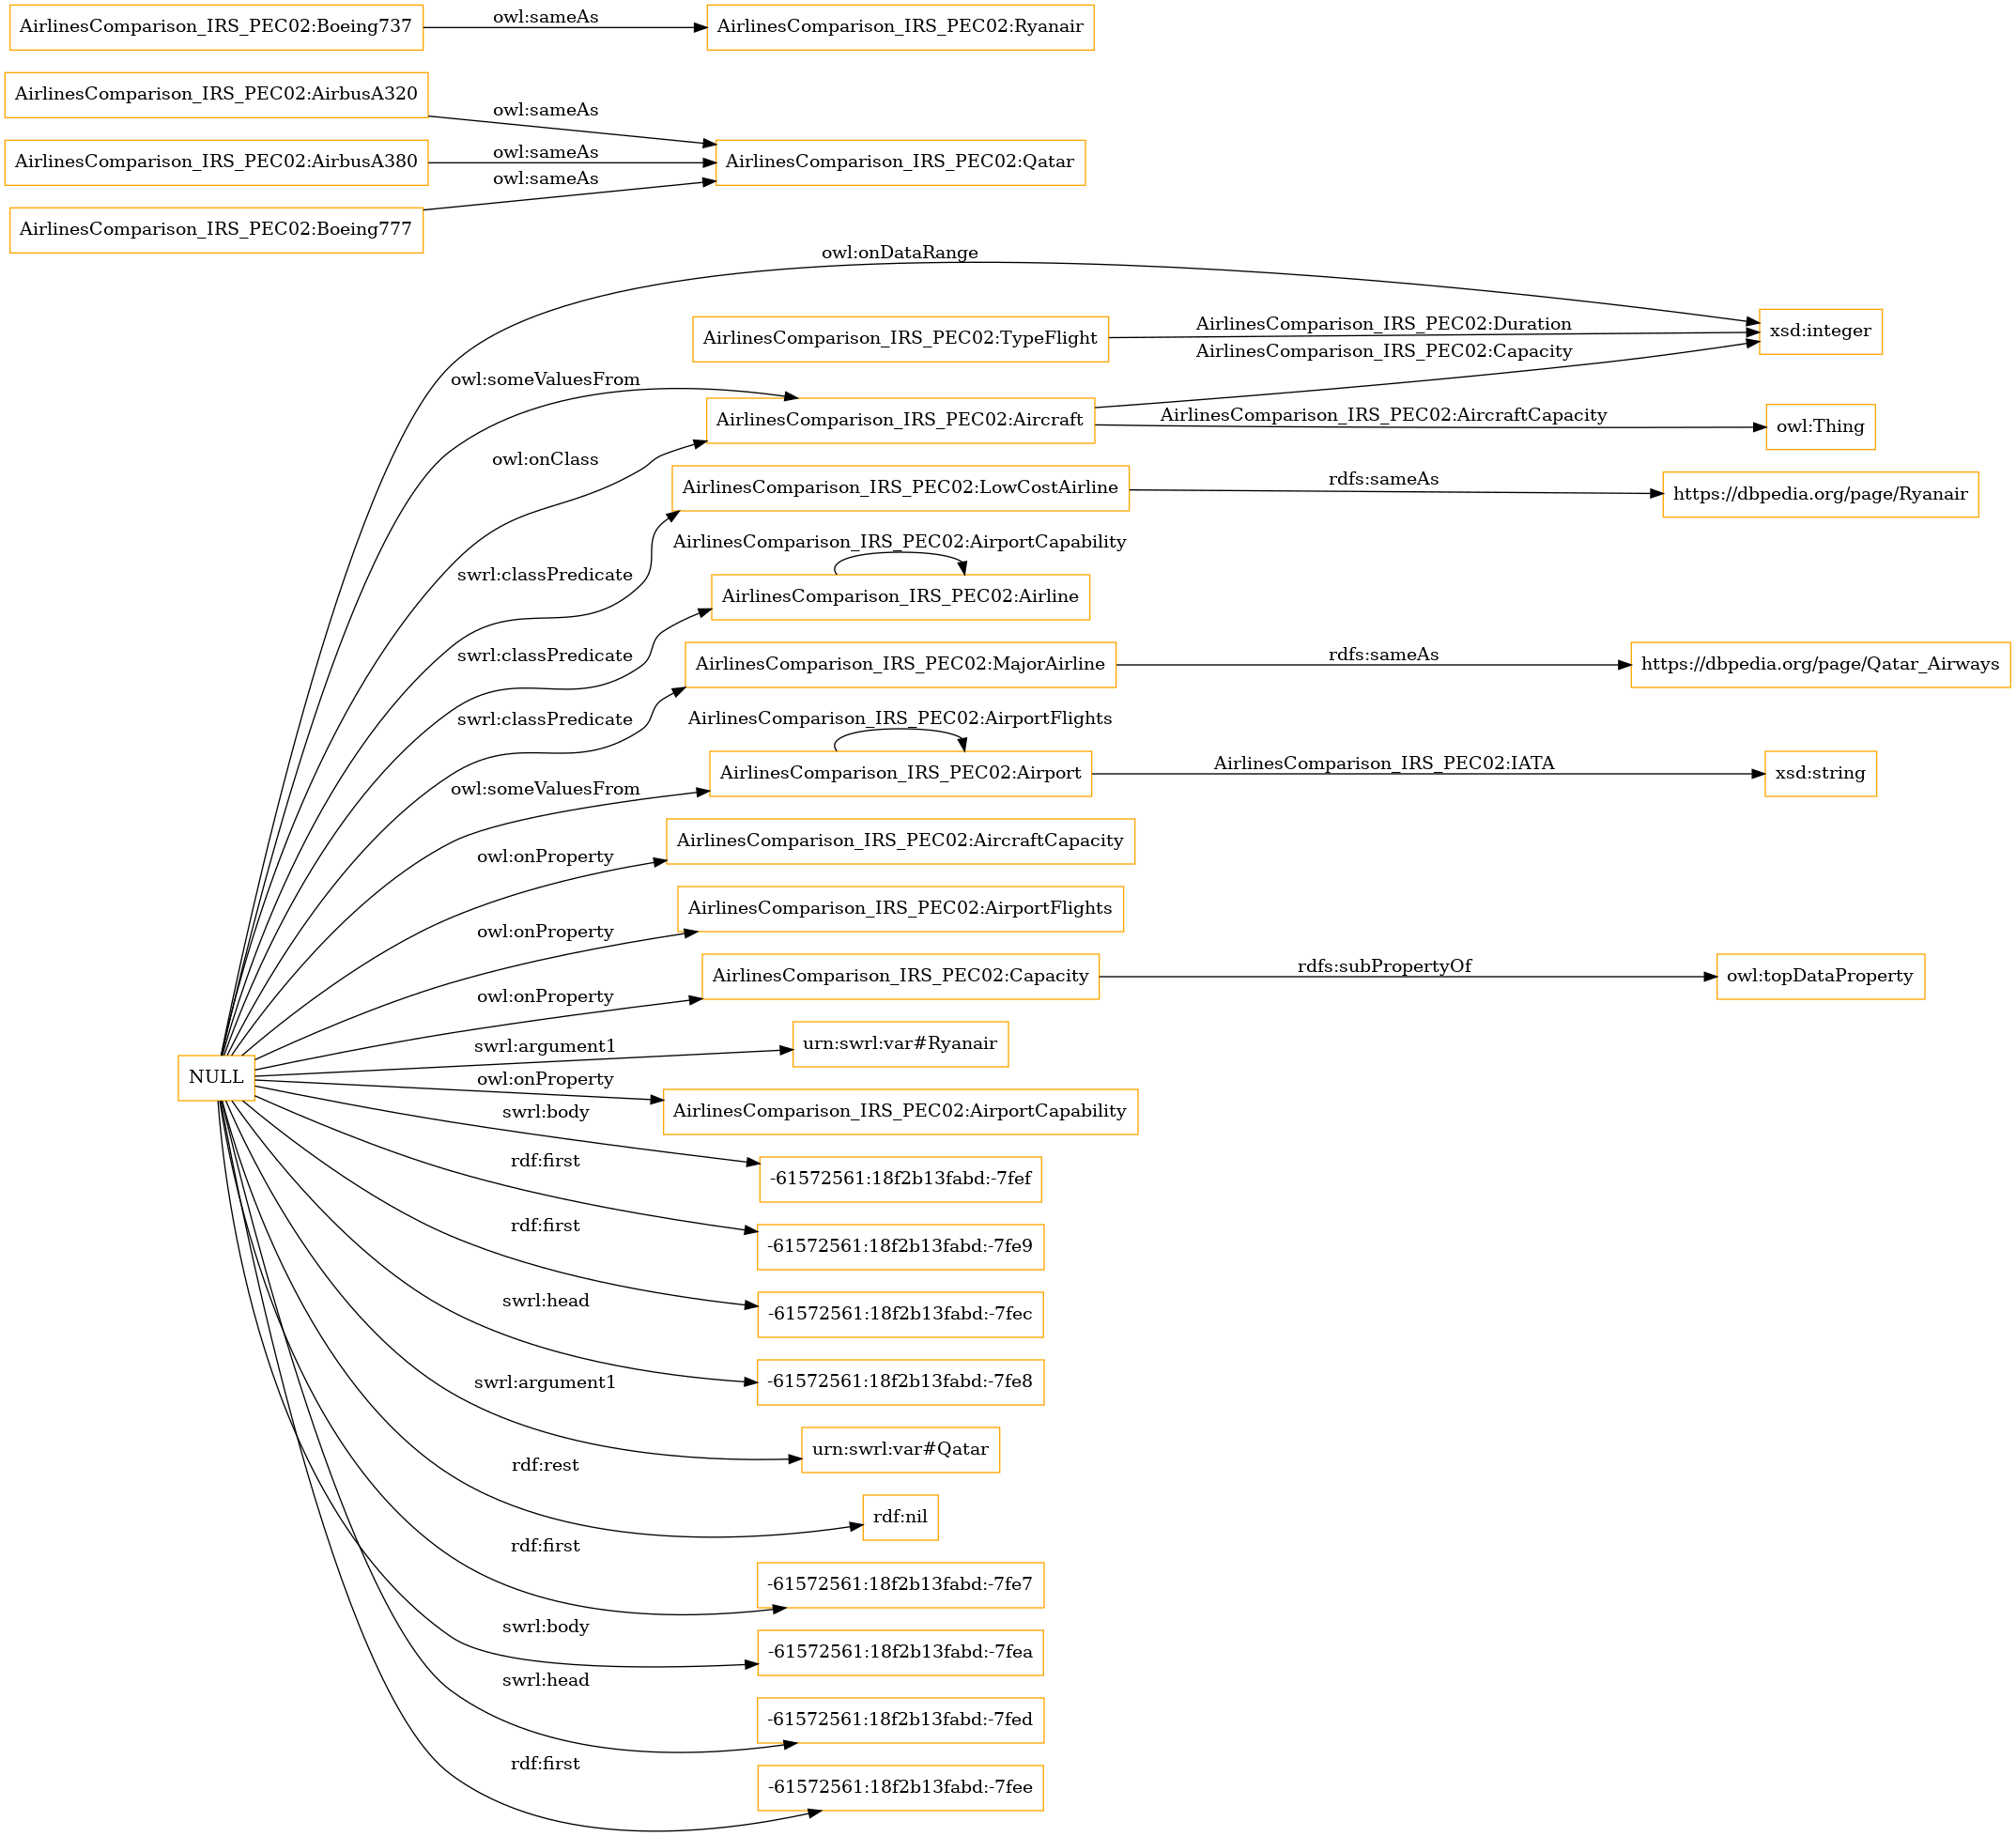 AirlinesComparison_IRS_PEC02:Boeing737
owl:sameAs
AirlinesComparison_IRS_PEC02:Ryanair
AirlinesComparison_IRS_PEC02:AirbusA320
owl:sameAs
AirlinesComparison_IRS_PEC02:AirbusA380
owl:sameAs
AirlinesComparison_IRS_PEC02:Qatar
owl:sameAs
AirlinesComparison_IRS_PEC02:Boeing777
owl:onDataRange
AirlinesComparison_IRS_PEC02:TypeFlight
AirlinesComparison_IRS_PEC02:Duration
xsd:integer
AirlinesComparison_IRS_PEC02:Capacity
owl:someValuesFrom
AirlinesComparison_IRS_PEC02:Aircraft
AirlinesComparison_IRS_PEC02:AircraftCapacity
owl:Thing
owl:onClass
AirlinesComparison_IRS_PEC02:LowCostAirline
rdfs:sameAs
https://dbpedia.org/page/Ryanair
AirlinesComparison_IRS_PEC02:AirportCapability
swrl:classPredicate
AirlinesComparison_IRS_PEC02:Airline
swrl:classPredicate
AirlinesComparison_IRS_PEC02:MajorAirline
rdfs:sameAs
https://dbpedia.org/page/Qatar_Airways
swrl:classPredicate
AirlinesComparison_IRS_PEC02:AirportFlights
owl:someValuesFrom
AirlinesComparison_IRS_PEC02:Airport
AirlinesComparison_IRS_PEC02:IATA
xsd:string
owl:onProperty
AirlinesComparison_IRS_PEC02:AircraftCapacity
owl:onProperty
AirlinesComparison_IRS_PEC02:AirportFlights
owl:onProperty
AirlinesComparison_IRS_PEC02:Capacity
rdfs:subPropertyOf
owl:topDataProperty
swrl:argument1
urn:swrl:var#Ryanair
NULL
owl:onProperty
AirlinesComparison_IRS_PEC02:AirportCapability
swrl:body
-61572561:18f2b13fabd:-7fef
rdf:first
-61572561:18f2b13fabd:-7fe9
rdf:first
-61572561:18f2b13fabd:-7fec
swrl:head
-61572561:18f2b13fabd:-7fe8
swrl:argument1
urn:swrl:var#Qatar
rdf:rest
rdf:nil
rdf:first
-61572561:18f2b13fabd:-7fe7
swrl:body
-61572561:18f2b13fabd:-7fea
swrl:head
-61572561:18f2b13fabd:-7fed
rdf:first
-61572561:18f2b13fabd:-7fee